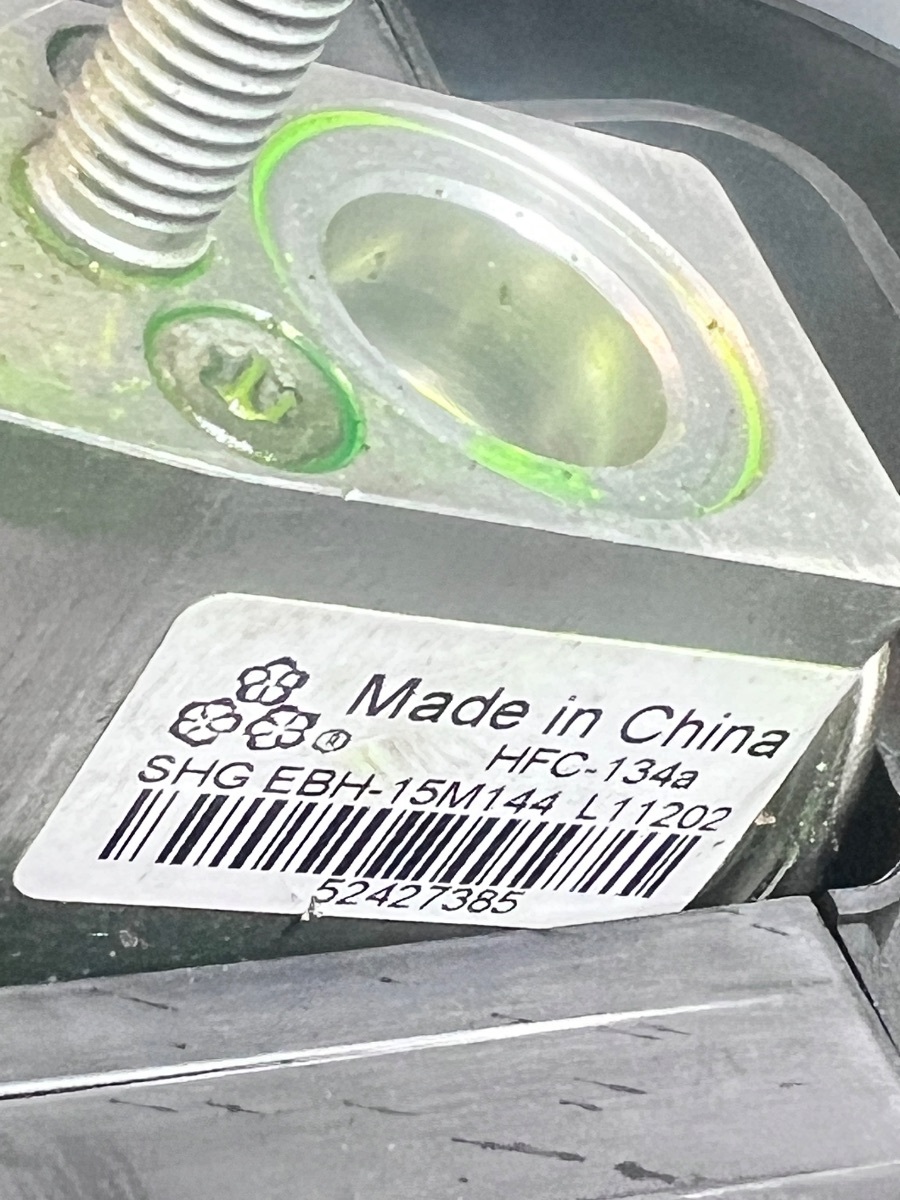 Made in China
HFC-134a
SHG EBH-15M144 L11202
52427385